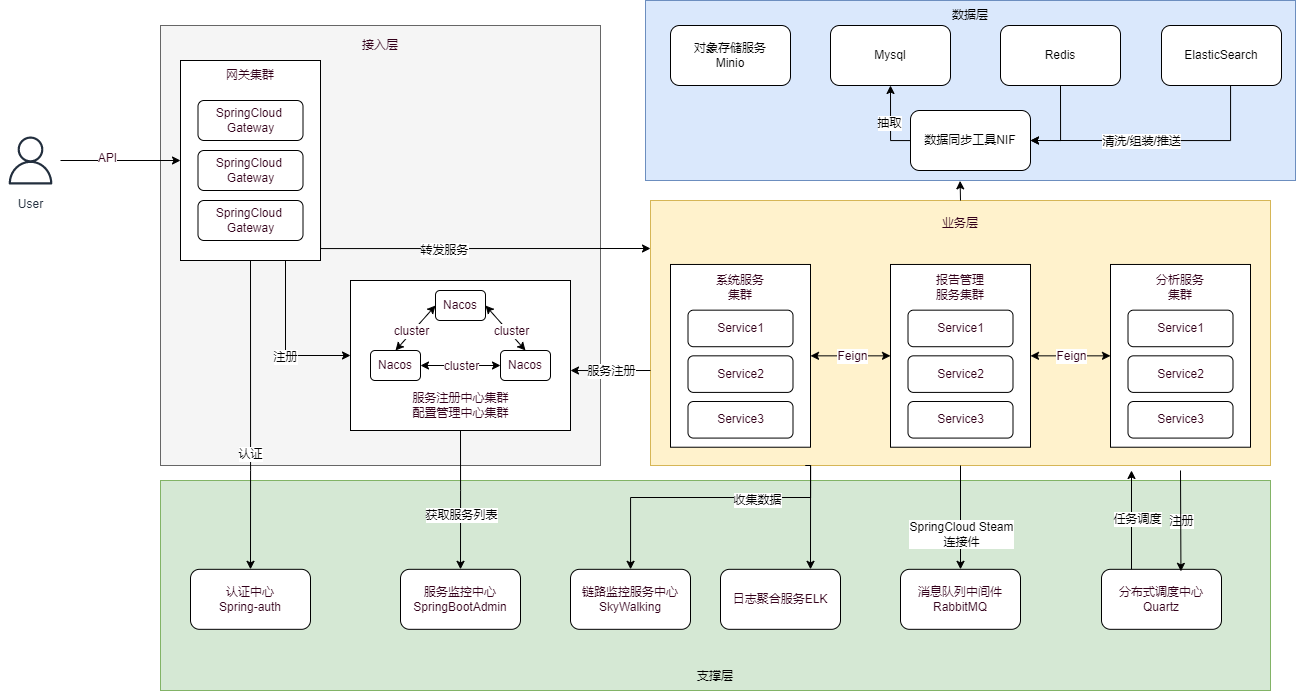 数据层
对象存储服务
Minio
Mysql
Redis
ElasticSearch
抽取
数据同步工具NIF
清洗/组装/推送
接入层
网关集群
SpringCloud
Gateway
SpringCloud
Gateway
SpringCloud
Gateway
API
User
转发服务
Nacos
cluster
cluster
Nacos
cluster
Nacos
服务注册中心集群
配置管理中心集群
注册
服务注册
认证
业务层
系统服务
集群
Service1
Service2
Service3
Feign
报告管理
服务集群
Service1
Service2
Service3
Feign
分析服务
集群
Service1
Service2
Service3
获取服务列表
收集数据
SpringCloud Steam
连接件
任务调度
注册
认证中心
Spring-auth
服务监控中心
SpringBootAdmin
链路监控服务中心
SkyWalking
日志聚合服务ELK
消息队列中间件
RabbitMQ
分布式调度中心
Quartz
支撑层